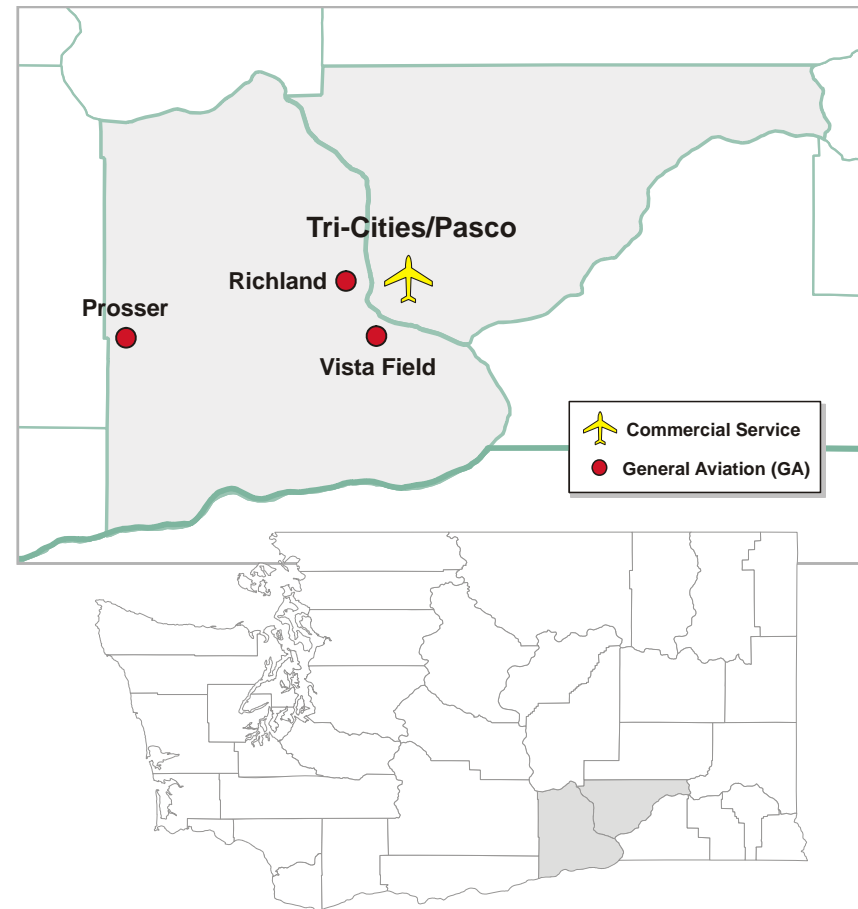 Tri-Cities/Pasco
Richland
Prosser
Vista Field
Commercial Service
General Aviation (GA)